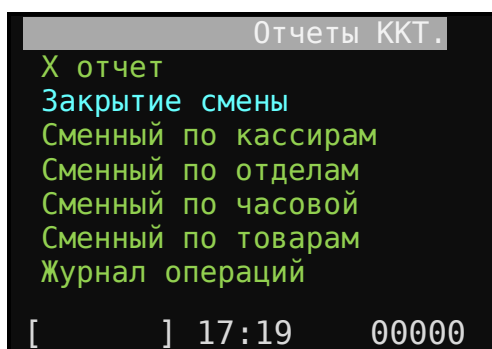 Отчеты ККТ.
X отчет
Закрытие смены
Сменный по кассирам
Сменный по отделам
Сменный по часовой
Сменный по товарам
Журнал операций
[      ] 17:19    00000